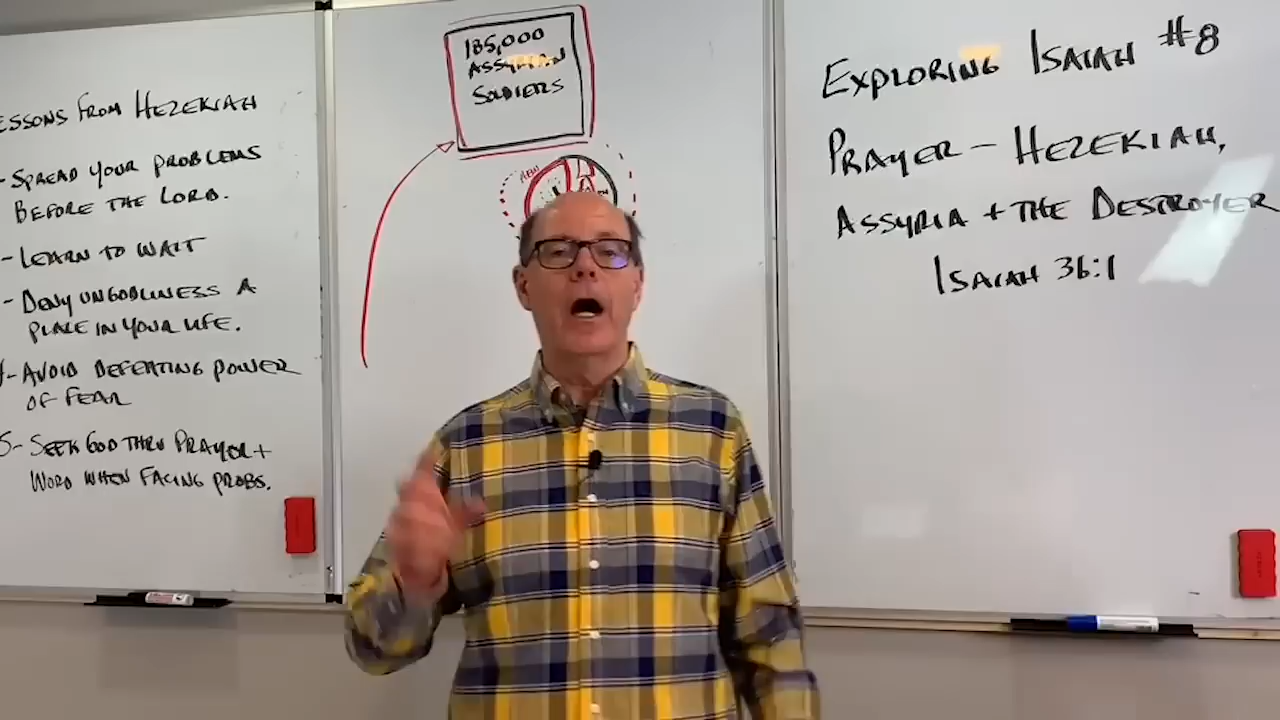 ESSONS FROM HEZEKIAH
- SPREAD YOUR PROBLEMS
BEFORE THE LORD.
- LEARN TO WAIT
- DENY UNGODLINESS A
PLACE IN YOUR LIFE.
- AVOID DEFEATING POWER
OF FEAR
5- SEEK GOD THRU PRAYER +
WORD WHEN FACING PROBS.
185,000
ASSYRIAN
SOLDIERS
EXPLORING ISAIAH #8
PRAYER - HEZEKIAH,
ASSYRIA + THE DESTROYER
ISAIAH 36:1